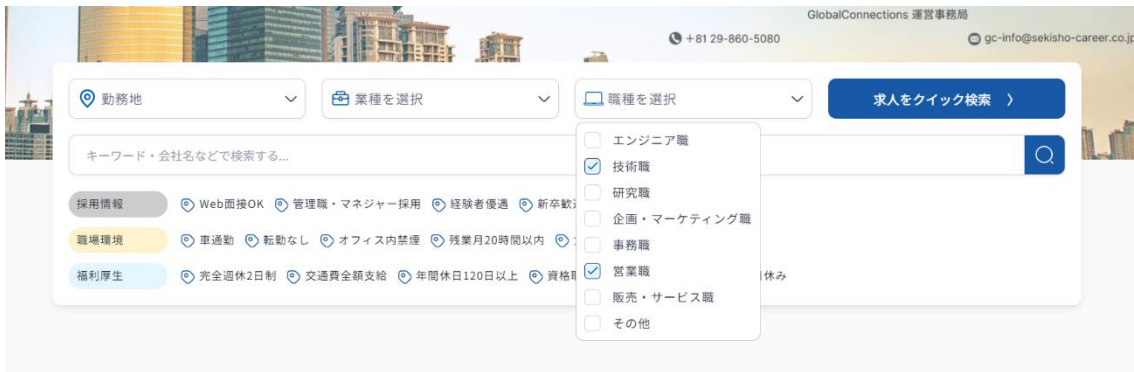 GlobalConnections 運営事務局
+81 29-860-5080 gc-info@sekisho-career.co.jp
勤務地 業種を選択 職種を選択 求人をクイック検索 〉
キーワード・会社名などで検索する...
エンジニア職
技術職
研究職
企画・マーケティング職
事務職
営業職
販売・サービス職
その他
採用情報 Web面接OK 管理職・マネジャー採用 経験者優遇 新卒歓
職場環境 車通勤 転勤なし オフィス内禁煙 残業月20時間以内
福利厚生 完全週休2日制 交通費全額支給 年間休日120日以上 資格 休み